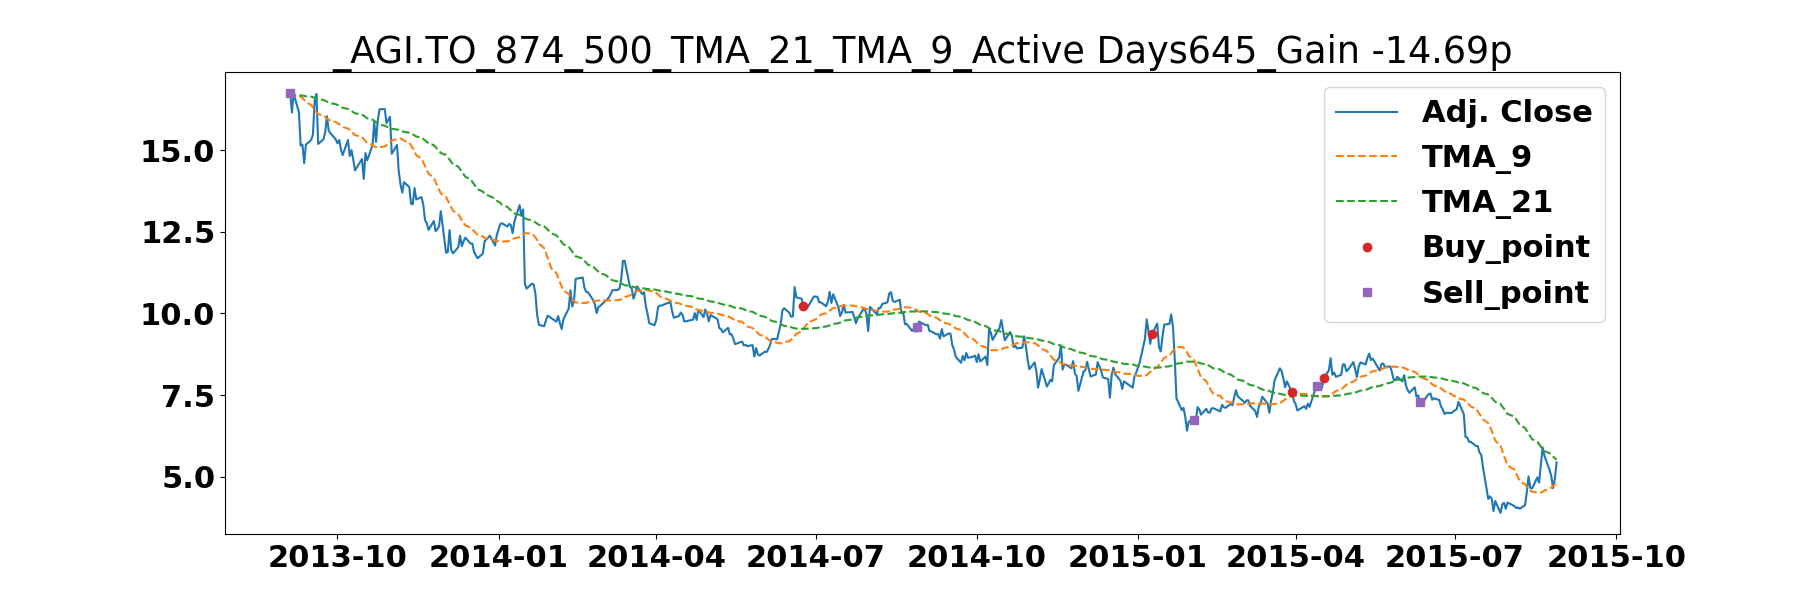 _AGI.TO_874_500_TMA_21_TMA_9_Active Days645_Gain -14.69p
Adj. Close
TMA_9
TMA_21
Buy_point
Sell_point
15.0
12.5
10.0
7.5
5.0
2013-10 2014-01 2014-04 2014-07 2014-10 2015-01 2015-04 2015-07 2015-10